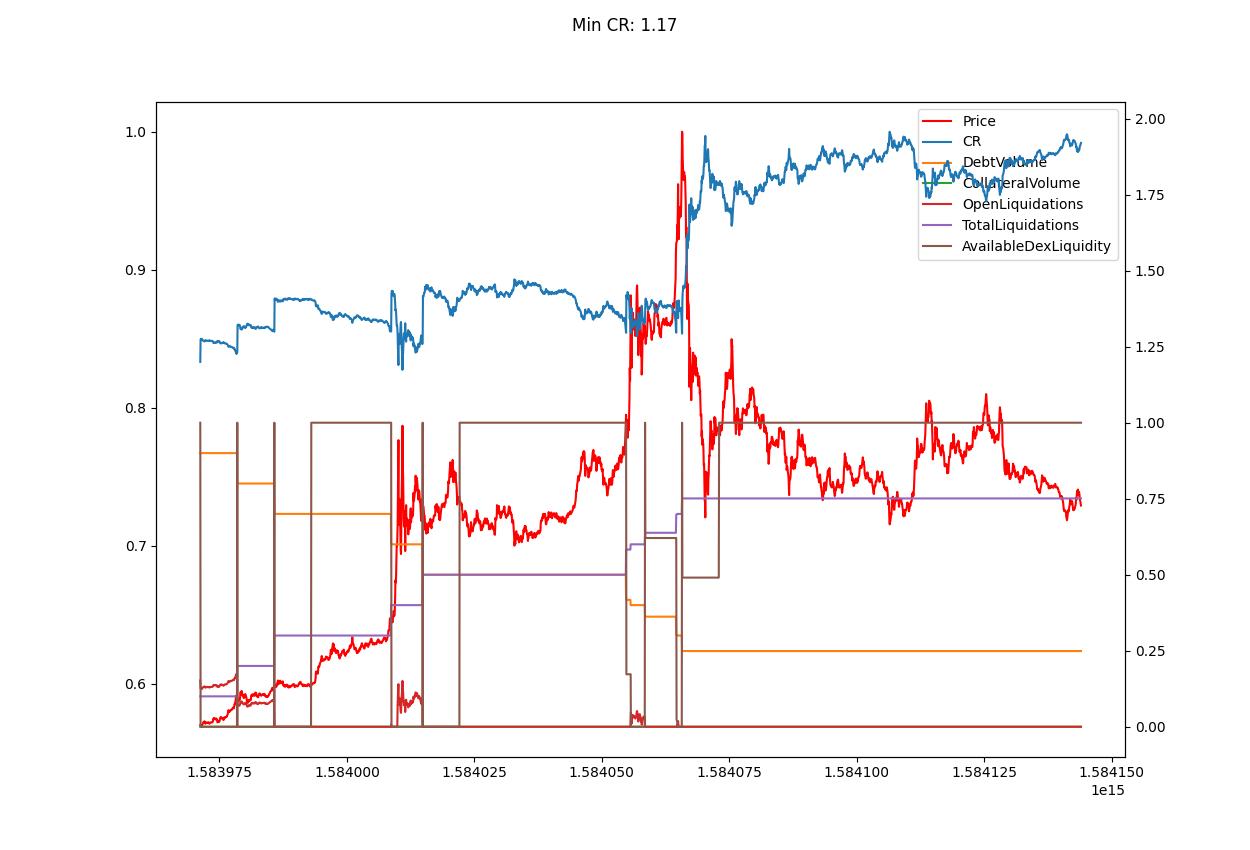 Min CR: 1.17
1.0
0.9
0.8
0.7
0.6
2.00
1.75
1.50
1.25
1.00
0.75
0.50
0.25
0.00
Price
CR
DebtVolume
CollateralVolume
OpenLiquidations
TotalLiquidations
AvailableDexLiquidity
1.583975 1.584000 1.584025 1.584050 1.584075 1.584100 1.584125 1.584150
1e15